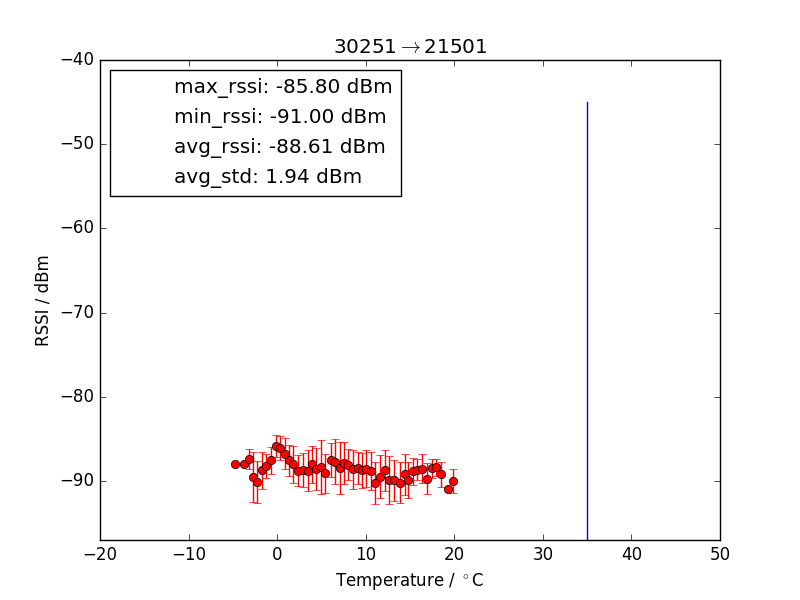 30251→21501
max_rssi: -85.80 dBm
min_rssi: -91.00 dBm
avg_rssi: -88.61 dBm
avg_std: 1.94 dBm
RSSI / dBm
−40
−50
−60
−70
−80
−90
−20 −10 0 10 20 30 40 50
Temperature / °C